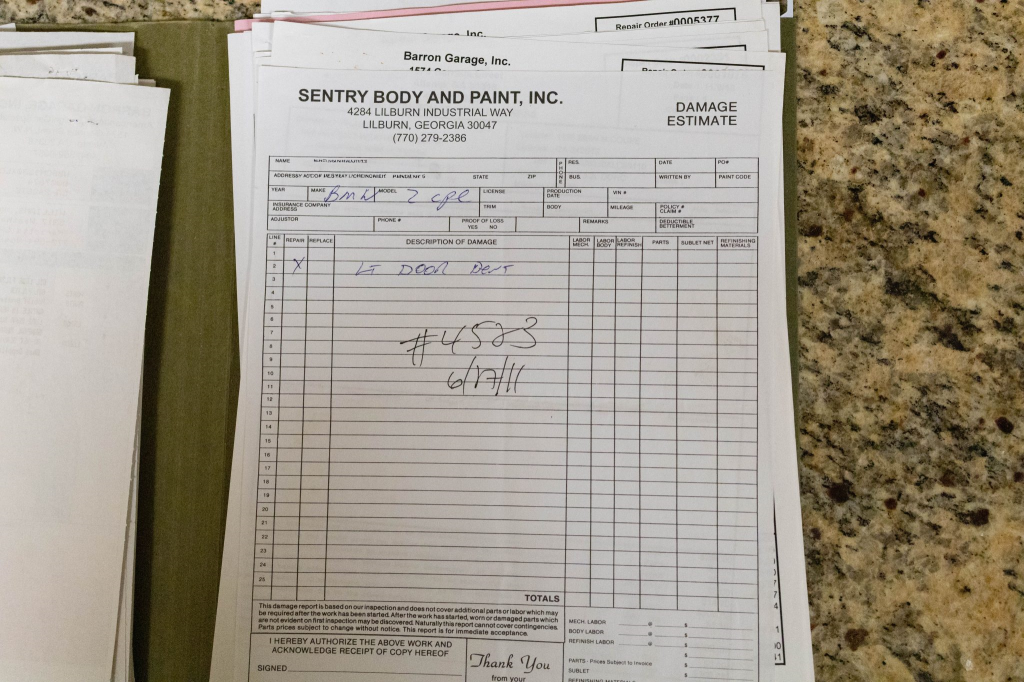 Repair Order #0005377
Barron Garage, Inc.
SENTRY BODY AND PAINT, INC.
4284 LILBURN INDUSTRIAL WAY
LILBURN, GEORGIA 30047
(770) 279-2386
DAMAGE
ESTIMATE
NAME
PHONE
RES.
DATE
PO#
STATE
ZIP
BUS.
WRITTEN BY
PAINT CODE
YEAR
MAKE BMW MODEL 2 cpe
LICENSE
PRODUCTION
DATE
INSURANCE COMPANY
ADDRESS
TRIM
BODY
MILEAGE
POLICY #
CLAIM #
ADJUSTOR
PHONE #
PROOF OF LOSS
YES NO
REMARKS
DEDUCTIBLE
BETTERMENT
LINE
#
REPAIR
REPLACE
DESCRIPTION OF DAMAGE
LABOR
MECH.
LABOR
BODY
LABOR
REFINISH
PARTS
SUBLET NET
REFINISHING
MATERIALS
1
2 X LT DOOR Dent
3
4
5
6
7
8
9
10
11
12
13
14
15
16
17
18
19
20
21
22
23
24
25
#4523
6/17/11
TOTALS
This damage report is based on our inspection and does not cover additional parts or labor which may
be required after the work has been started. After work has started, worn or damaged parts which
are not evident on first inspection may be discovered. Naturally this report cannot cover contingencies.
Parts prices subject to change without notice. This report is for immediate acceptance.
I HEREBY AUTHORIZE THE ABOVE WORK AND
ACKNOWLEDGE RECEIPT OF COPY HEREOF
SIGNED
Thank You
from your
MECH. LABOR @ $
BODY LABOR @ $
REFINISH LABOR @ $
PARTS - Prices Subject to Invoice $
SUBLET $